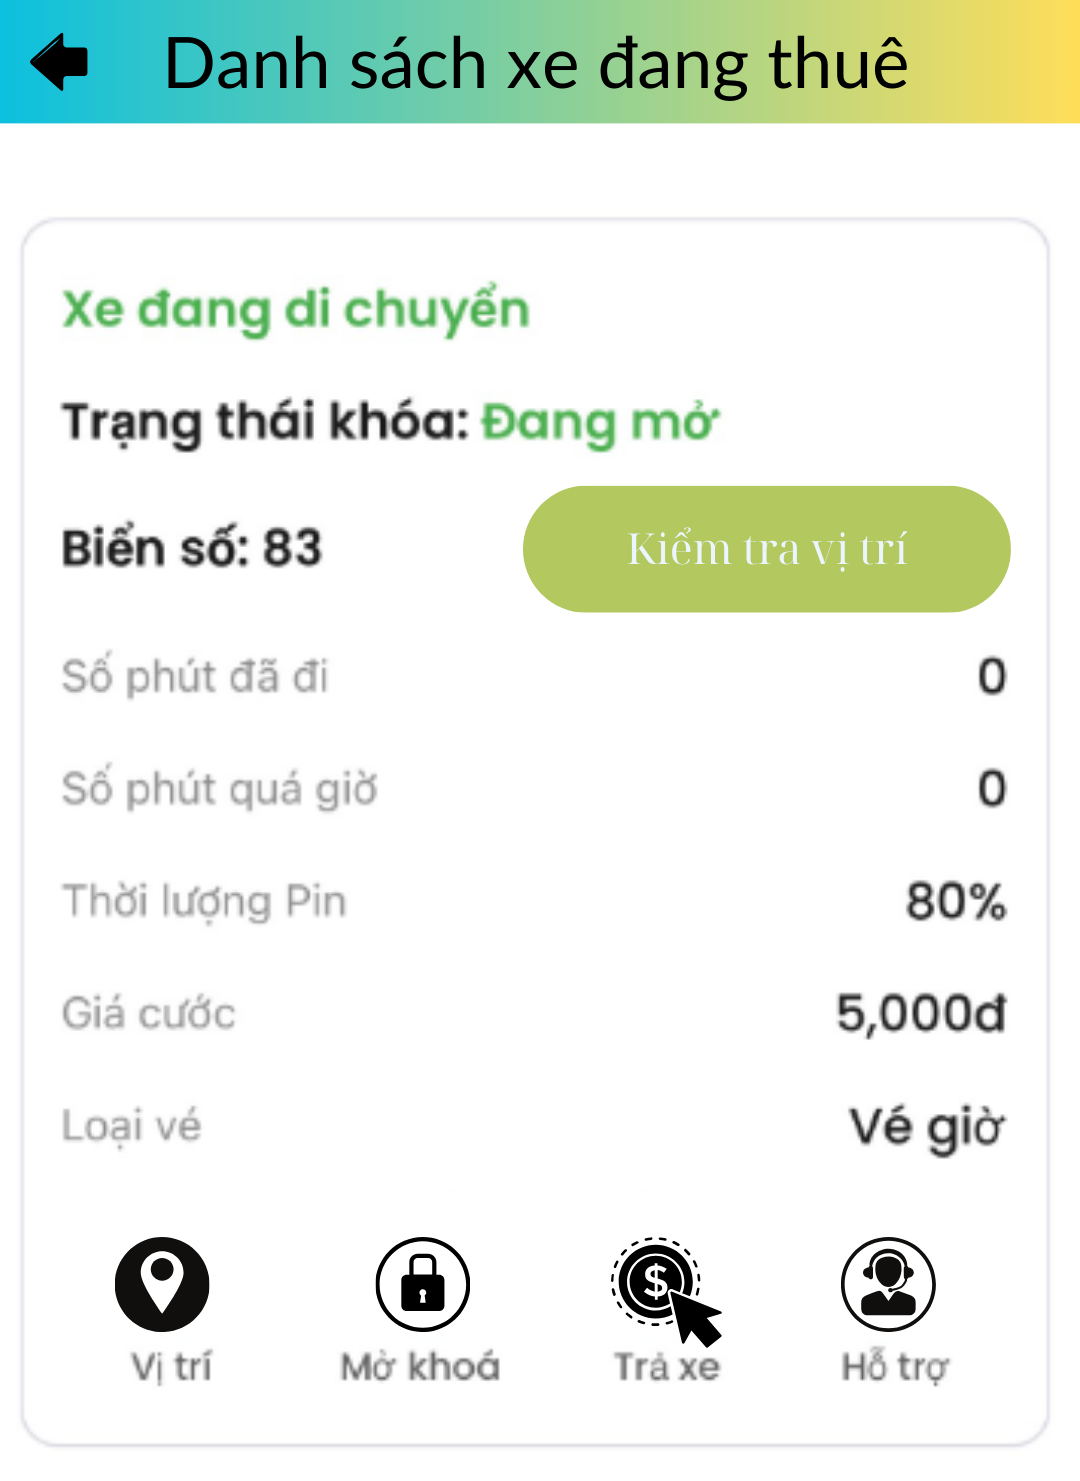 Danh sách xe đang thuê
Xe đang di chuyển
Trạng thái khóa: Đang mở
Biển số: 83
Kiểm tra vị trí
Số phút đã đi 0
Số phút quá giờ 0
Thời lượng Pin 80%
Giá cước 5,000đ
Loại vé Vé giờ
$
Vị trí Mở khoá Trả xe Hỗ trợ